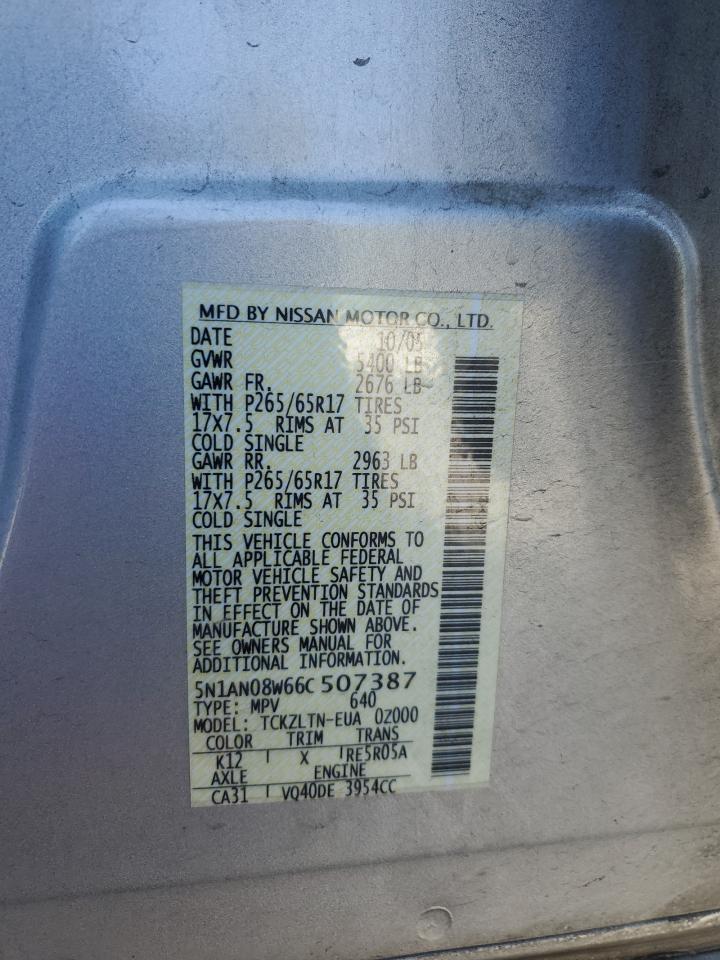 MFD BY NISSAN MOTOR CO., LTD.
DATE 10/05
GVWR 5400 LB
GAWR FR. 2676 LB
WITH P265/65R17 TIRES
17X7.5 RIMS AT 35 PSI
COLD SINGLE
GAWR RR. 2963 LB
WITH P265/65R17 TIRES
17X7.5 RIMS AT 35 PSI
COLD SINGLE
THIS VEHICLE CONFORMS TO
ALL APPLICABLE FEDERAL
MOTOR VEHICLE SAFETY AND
THEFT PREVENTION STANDARDS
IN EFFECT ON THE DATE OF
MANUFACTURE SHOWN ABOVE.
SEE OWNERS MANUAL FOR
ADDITIONAL INFORMATION.
5N1AN08W66C507387
TYPE: MPV 640
MODEL: TCKZLTN-EUA 0Z000
COLOR TRIM TRANS
K12 X RE5R05A
AXLE ENGINE
CA31 VQ40DE 3954CC